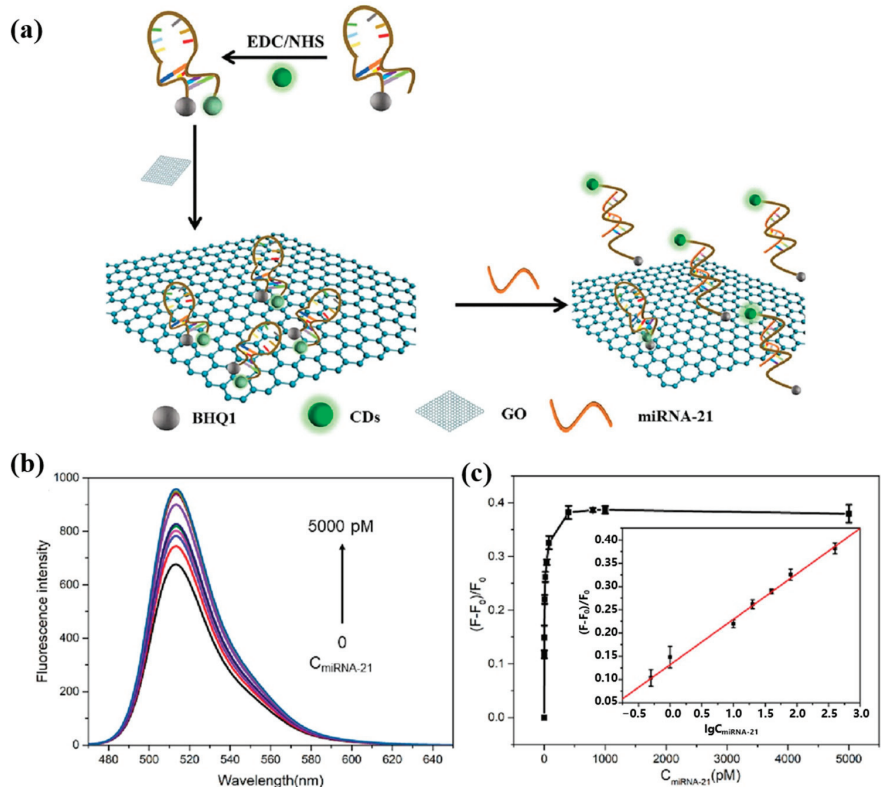 (a)
EDC/NHS
BHQ1
CDs
GO
miRNA-21
(b)
1000
800
600
400
200
0
Fluorescence intensity
5000 pM
0
CmiRNA-21
480 500 520 540 560 580 600 620 640
Wavelength(nm)
(c)
0.4
0.3
0.2
0.1
0.0
(F-F0)/F0
0.40
0.35
0.30
0.25
0.20
0.15
0.10
0.05
(F-F0)/F0
-0.5 0.0 0.5 1.0 1.5 2.0 2.5 3.0
lgCmiRNA-21
0 1000 2000 3000 4000 5000
CmiRNA-21(pM)